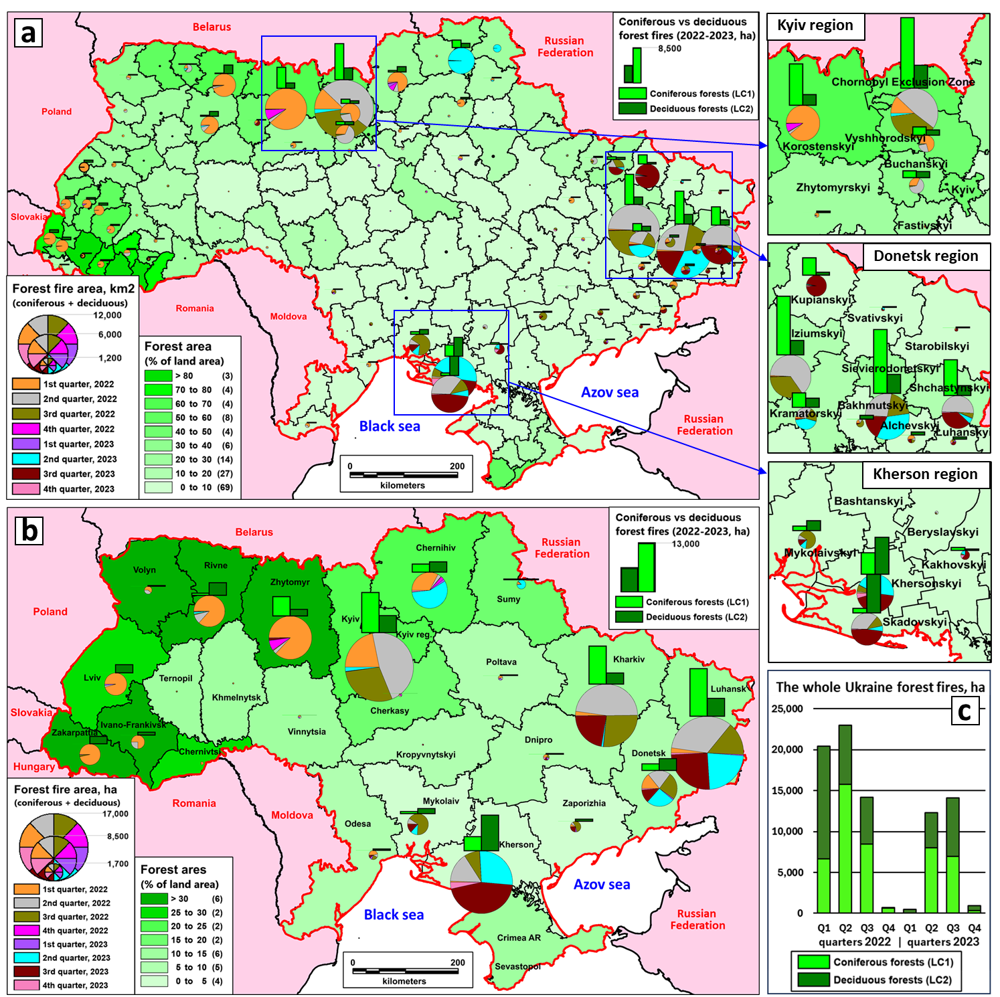 a
Belarus
Russian
Federation
Poland
Slovakia
Romania
Moldova
Black sea
Azov sea
Russian
Federation
Coniferous vs deciduous
forest fires (2022-2023, ha)
8,500
Coniferous forests (LC1)
Deciduous forests (LC2)
Forest fire area, km2
(coniferous + deciduous)
12,000
6,000
1,200
1st quarter, 2022
2nd quarter, 2022
3rd quarter, 2022
4th quarter, 2022
1st quarter, 2023
2nd quarter, 2023
3rd quarter, 2023
4th quarter, 2023
Forest area
(% of land area)
> 80 (3)
70 to 80 (4)
60 to 70 (4)
50 to 60 (8)
40 to 50 (4)
30 to 40 (6)
20 to 30 (14)
10 to 20 (27)
0 to 10 (69)
0 200
kilometers
Kyiv region
Chornobyl Exclusion Zone
Korostenskyi
Vyshhorodskyi
Buchanskyi
Zhytomyrskyi
Kyiv
Fastivskyi
Donetsk region
Kupianskyi
Svativskyi
Iziumskyi
Starobilskyi
Sievierodonetskyi
Shchastynskyi
Bakhmutskyi
Kramatorskyi
Alchevskyi
Luhanskyi
Kherson region
Bashtanskyi
Beryslavskyi
Mykolaivskyi
Kakhovskyi
Khersonskyi
Skadovskyi
b
Belarus
Russian
Federation
Poland
Slovakia
Hungary
Romania
Moldova
Black sea
Azov sea
Russian
Federation
Volyn
Rivne
Zhytomyr
Chernihiv
Sumy
Kyiv
Kyiv reg.
Lviv
Ternopil
Khmelnytsk
Poltava
Kharkiv
Luhansk
Ivano-Frankivsk
Zakarpattia
Chernivtsi
Vinnytsia
Cherkasy
Kropyvnytskyi
Dnipro
Donetsk
Mykolaiv
Zaporizhia
Odesa
Kherson
Crimea AR
Sevastopol
Coniferous vs deciduous
forest fires (2022-2023, ha)
13,000
Coniferous forests (LC1)
Deciduous forests (LC2)
Forest fire area, ha
(coniferous + deciduous)
17,000
8,500
1,700
1st quarter, 2022
2nd quarter, 2022
3rd quarter, 2022
4th quarter, 2022
1st quarter, 2023
2nd quarter, 2023
3rd quarter, 2023
4th quarter, 2023
Forest ares
(% of land area)
> 30 (6)
25 to 30 (2)
20 to 25 (2)
15 to 20 (2)
10 to 15 (6)
5 to 10 (5)
0 to 5 (4)
0 200
kilometers
The whole Ukraine forest fires, ha
c
25,000
20,000
15,000
10,000
5,000
0
Q1 Q2 Q3 Q4 Q1 Q2 Q3 Q4
quarters 2022 | quarters 2023
Coniferous forests (LC1)
Deciduous forests (LC2)